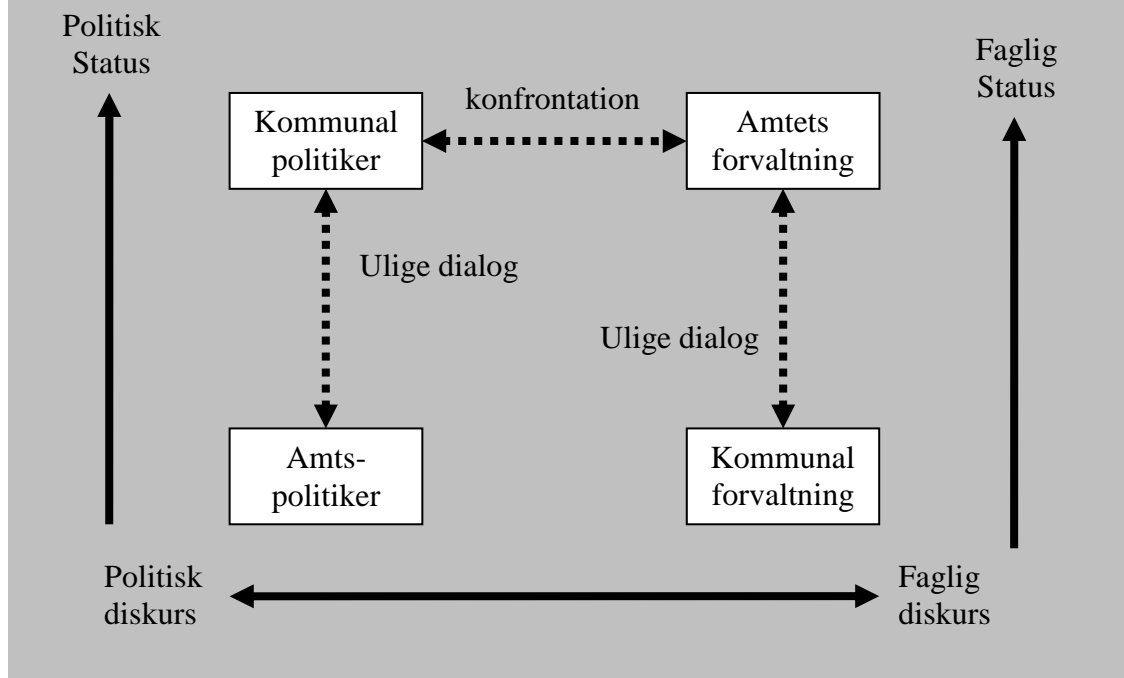 Politisk
Status
Faglig
Status
konfrontation
Kommunal
politiker
Amtets
forvaltning
Ulige dialog
Ulige dialog
Amts-
politiker
Kommunal
forvaltning
Politisk
diskurs
Faglig
diskurs